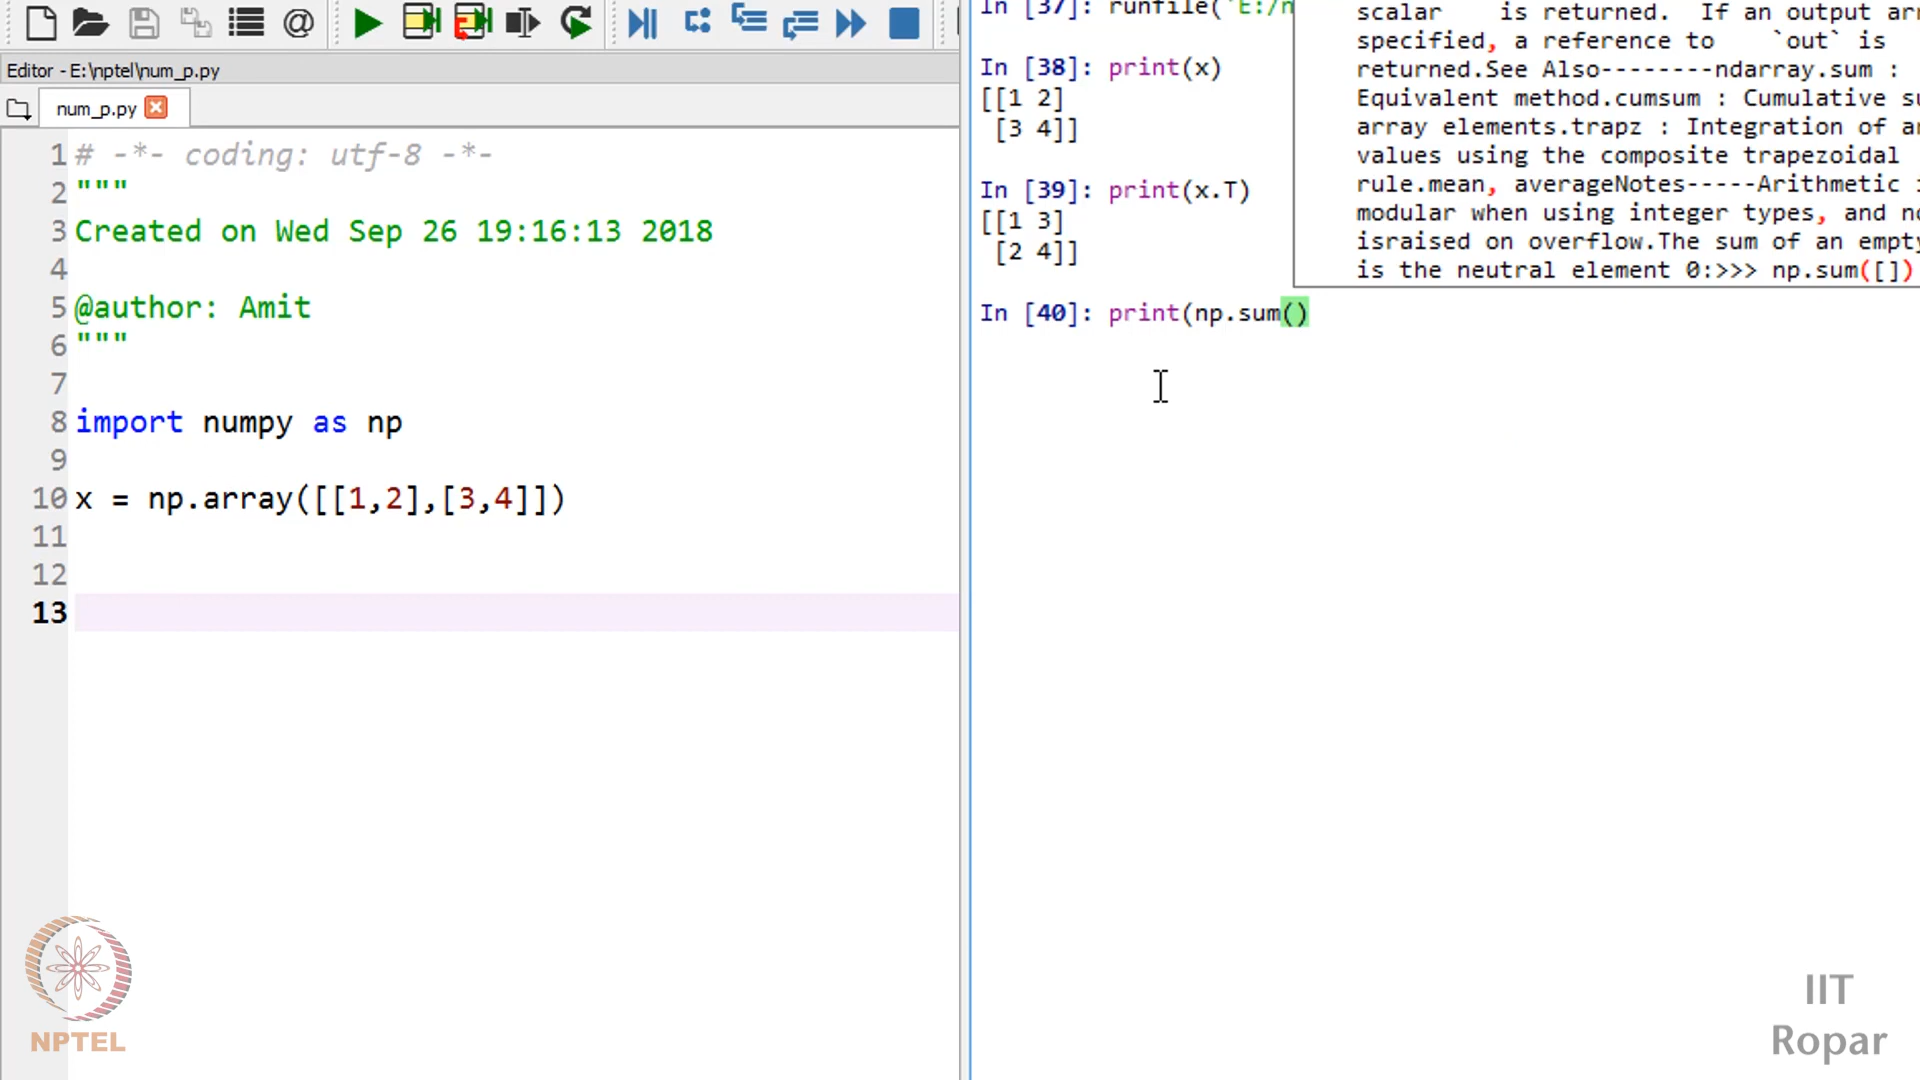 Editor - E:\nptel\num_p.py
num_p.py
1 # -*- coding: utf-8 -*-
2 """
3 Created on Wed Sep 26 19:16:13 2018
4
5 @author: Amit
6 """
7
8 import numpy as np
9
10 x = np.array([[1,2],[3,4]])
11
12
13
In [37]: runfile('E:/n
In [38]: print(x)
[[1 2]
[3 4]]
In [39]: print(x.T)
[[1 3]
[2 4]]
In [40]: print(np.sum()
scalar is returned. If an output
specified, a reference to `out` is
returned.See Also--------ndarray.sum :
Equivalent method.cumsum : Cumulative
array elements.trapz : Integration of
values using the composite trapezoidal
rule.mean, averageNotes-----Arithmetic
modular when using integer types, and
israised on overflow.The sum of an empty
is the neutral element 0:>>> np.sum([])
NPTEL
IIT
Ropar